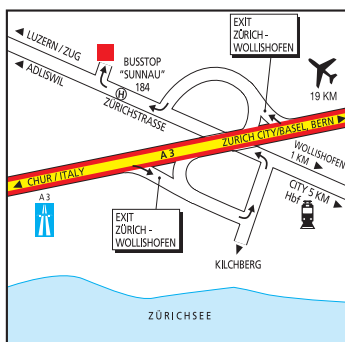 EXIT
ZÜRICH -
WOLLISHOFEN
LUZERN / ZUG
ADLISWIL
BUSSTOP
"SUNNAU"
184
H
ZÜRICHSTRASSE
19 KM
ZÜRICH CITY/BASEL, BERN
A 3
WOLLISHOFEN
1 KM
CHUR / ITALY
CITY 5 KM
Hbf
A 3
EXIT
ZÜRICH -
WOLLISHOFEN
KILCHBERG
ZÜRICHSEE